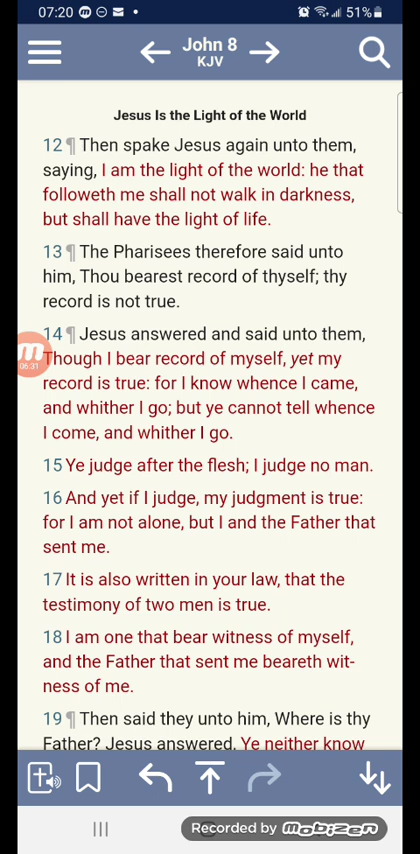 07:20 51%
John 8
KJV
Jesus Is the Light of the World
12 ¶ Then spake Jesus again unto them,
saying, I am the light of the world: he that
followeth me shall not walk in darkness,
but shall have the light of life.
13 ¶ The Pharisees therefore said unto
him, Thou bearest record of thyself; thy
record is not true.
14 ¶ Jesus answered and said unto them,
Though I bear record of myself, yet my
06:31
record is true: for I know whence I came,
and whither I go; but ye cannot tell whence
I come, and whither I go.
15 Ye judge after the flesh; I judge no man.
16 And yet if I judge, my judgment is true:
for I am not alone, but I and the Father that
sent me.
17 It is also written in your law, that the
testimony of two men is true.
18 I am one that bear witness of myself,
and the Father that sent me beareth wit-
ness of me.
19 ¶ Then said they unto him, Where is thy
Father? Jesus answered, Ye neither know
Recorded by mobizen